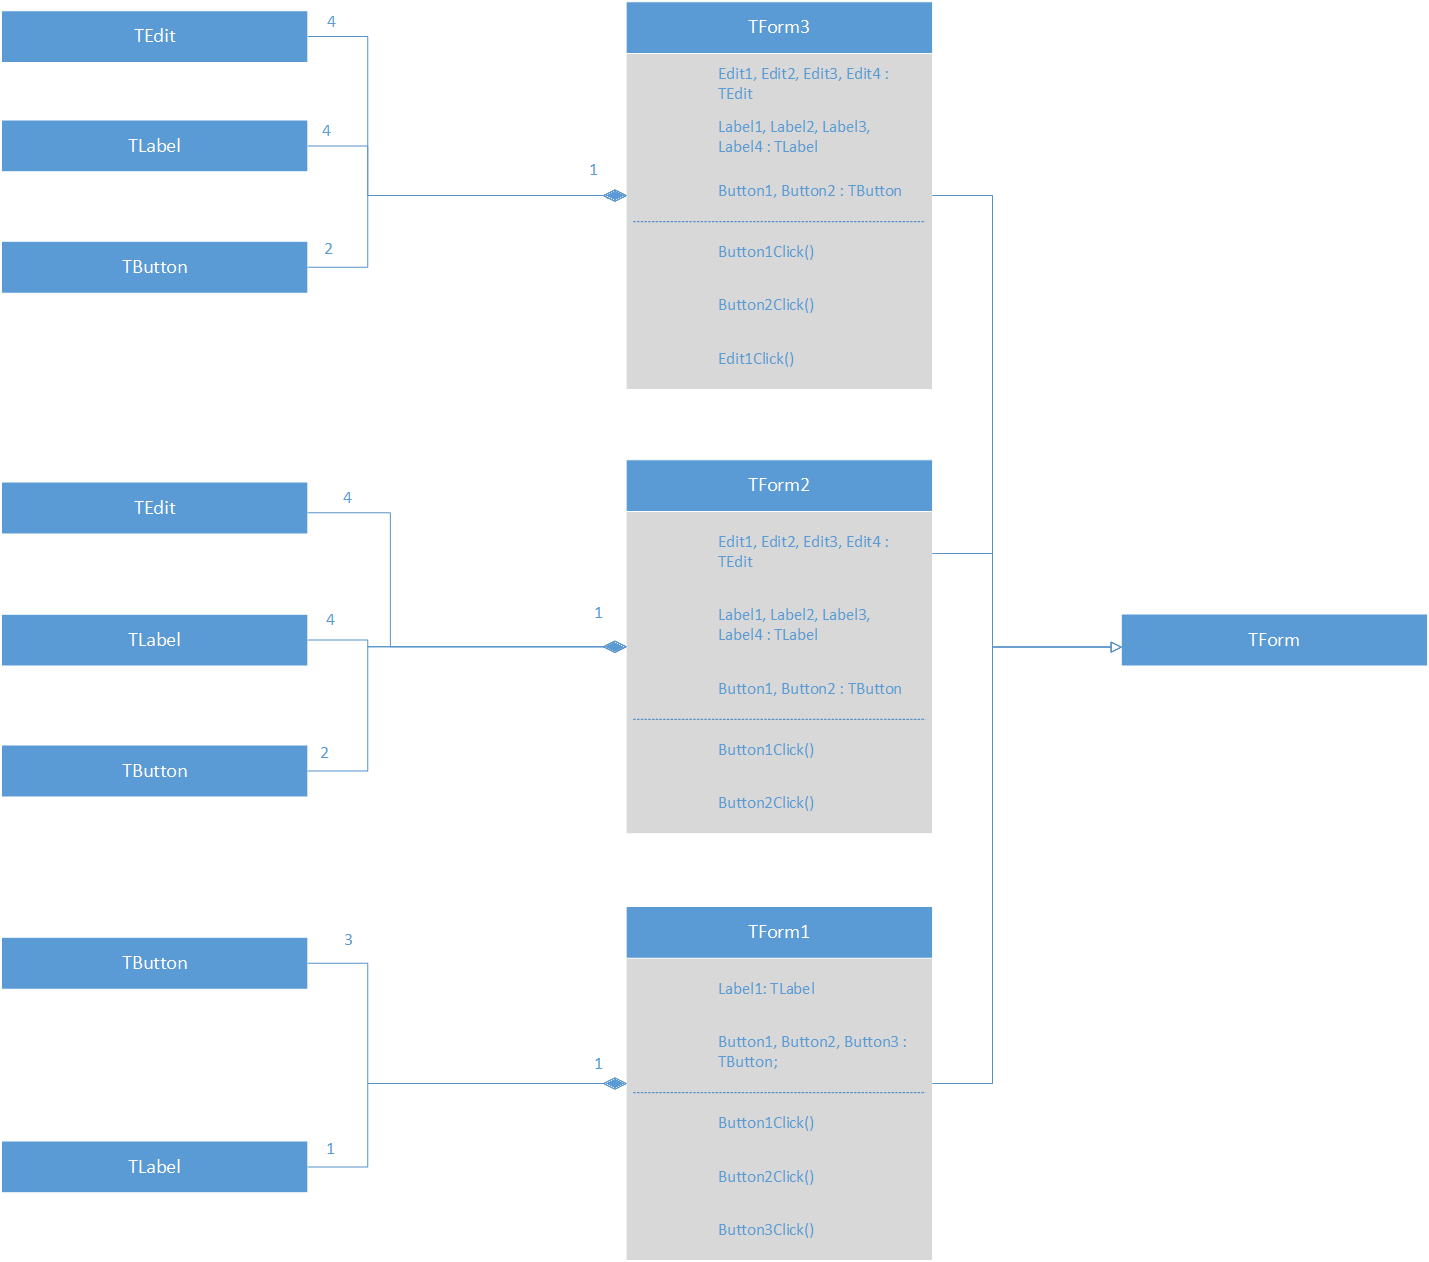 TEdit
4
TLabel
4
TButton
2
1
TForm3
Edit1, Edit2, Edit3, Edit4 :
TEdit
Label1, Label2, Label3,
Label4 : TLabel
Button1, Button2 : TButton
Button1Click()
Button2Click()
Edit1Click()
TEdit
4
TLabel
4
TButton
2
1
TForm2
Edit1, Edit2, Edit3, Edit4 :
TEdit
Label1, Label2, Label3,
Label4 : TLabel
Button1, Button2 : TButton
Button1Click()
Button2Click()
TForm
TButton
3
TLabel
1
1
TForm1
Label1: TLabel
Button1, Button2, Button3 :
TButton;
Button1Click()
Button2Click()
Button3Click()